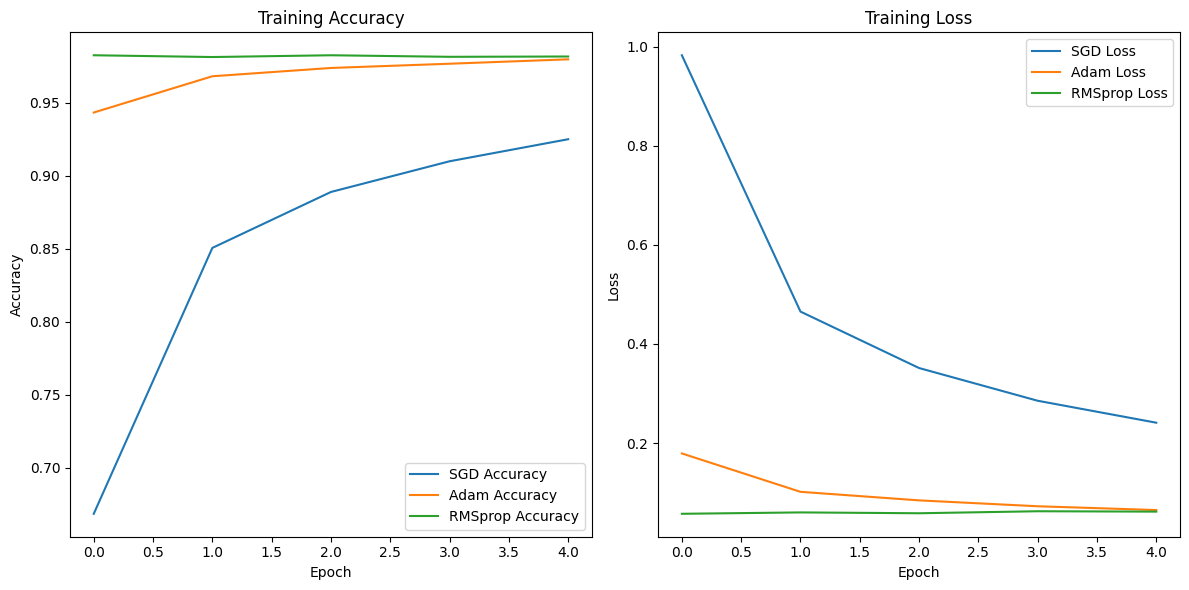 Training Accuracy
Accuracy
0.95
0.90
0.85
0.80
0.75
0.70
SGD Accuracy
Adam Accuracy
RMSprop Accuracy
0.0 0.5 1.0 1.5 2.0 2.5 3.0 3.5 4.0
Epoch
Training Loss
Loss
1.0
0.8
0.6
0.4
0.2
SGD Loss
Adam Loss
RMSprop Loss
0.0 0.5 1.0 1.5 2.0 2.5 3.0 3.5 4.0
Epoch